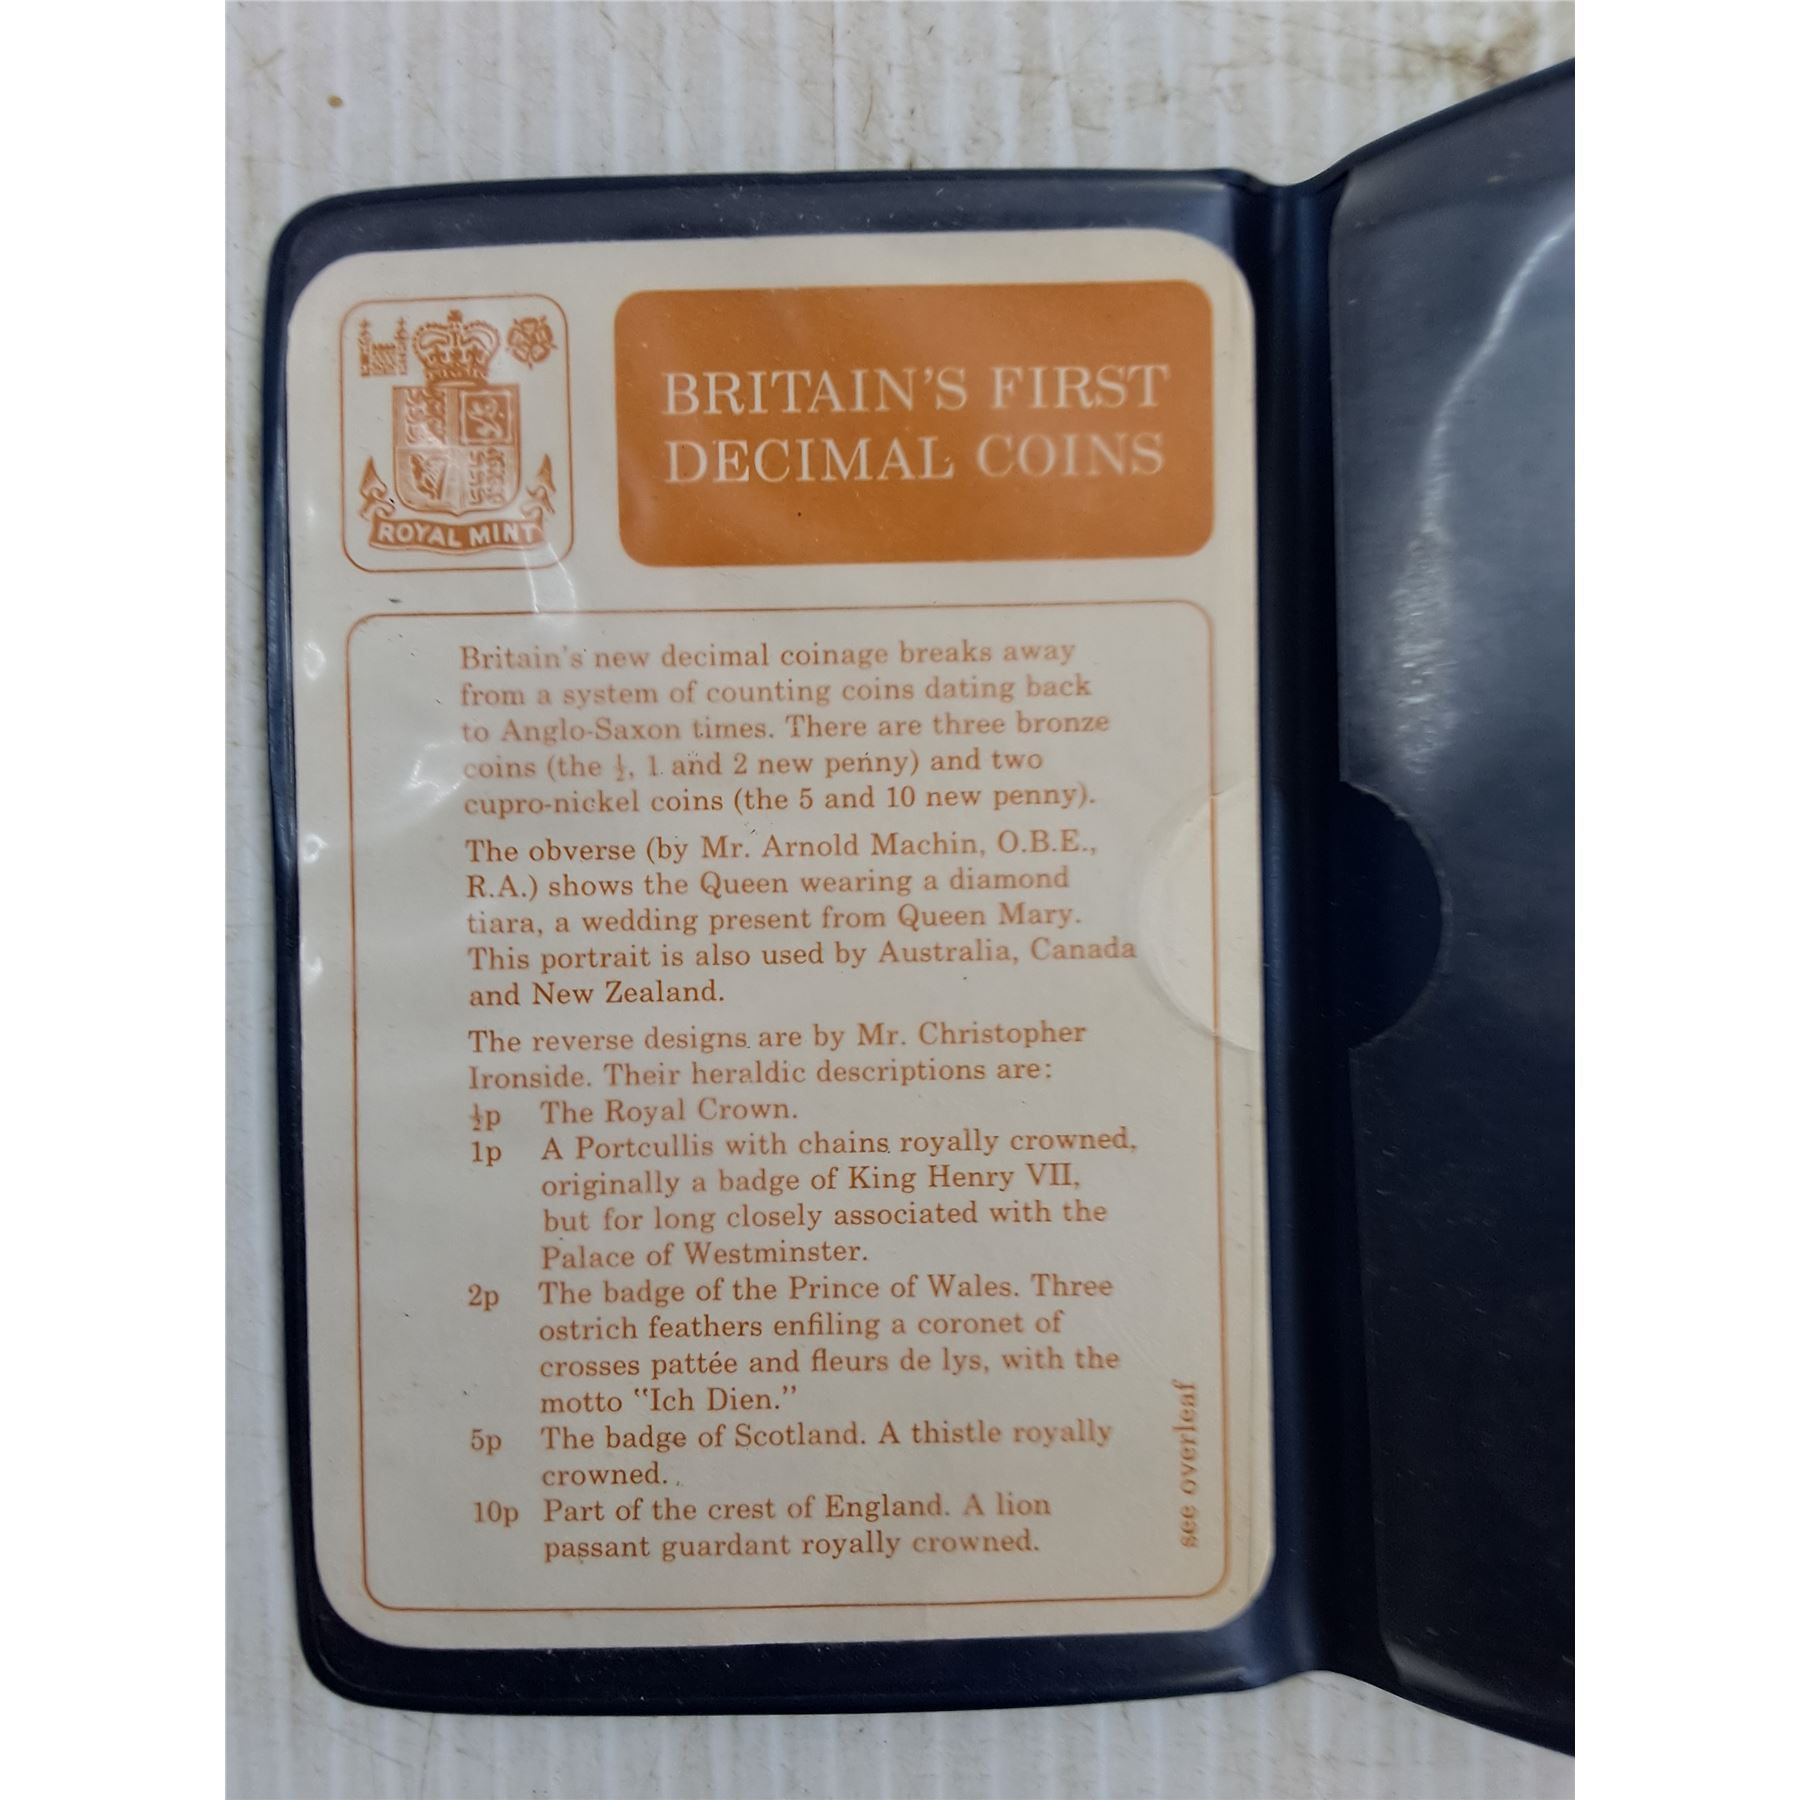 ROYAL MINT
BRITAIN'S FIRST
DECIMAL COINS
Britain's new decimal coinage breaks away
from a system of counting coins dating back
to Anglo-Saxon times. There are three bronze
coins (the ½, 1 and 2 new penny) and two
cupro-nickel coins (the 5 and 10 new penny).
The obverse (by Mr. Arnold Machin, O.B.E.,
R.A.) shows the Queen wearing a diamond
tiara, a wedding present from Queen Mary.
This portrait is also used by Australia, Canada
and New Zealand.
The reverse designs are by Mr. Christopher
Ironside. Their heraldic descriptions are:
½p The Royal Crown.
1p A Portcullis with chains royally crowned,
originally a badge of King Henry VII,
but for long closely associated with the
Palace of Westminster.
2p The badge of the Prince of Wales. Three
ostrich feathers enfiling a coronet of
crosses pattée and fleurs de lys, with the
motto "Ich Dien."
5p The badge of Scotland. A thistle royally
crowned.
10p Part of the crest of England. A lion
passant guardant royally crowned.
see overleaf